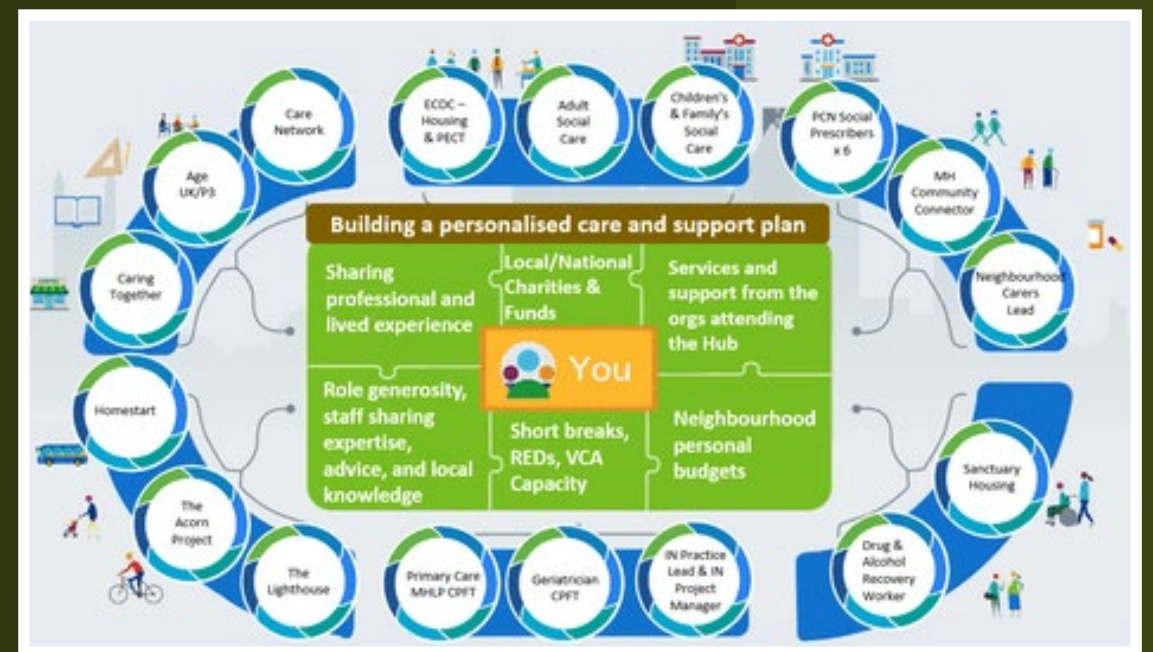 Care
Network
ECDC –
Housing
& PECT
Adult
Social
Care
Children's
& Family's
Social
Care
PCN Social
Prescribers
x 6
Age
UK/P3
MH
Community
Connector
Caring
Together
Neighbourhood
Carers
Lead
Building a personalised care and support plan
Sharing
professional and
lived experience
Local/National
Charities &
Funds
Services and
support from the
orgs attending
the Hub
You
Role generosity,
staff sharing
expertise,
advice, and local
knowledge
Short breaks,
REDs, VCA
Capacity
Neighbourhood
personal
budgets
Homestart
The
Acorn
Project
The
Lighthouse
Primary Care
MHLP CPFT
Geriatrician
CPFT
IN Practice
Lead & IN
Project
Manager
Drug &
Alcohol
Recovery
Worker
Sanctuary
Housing